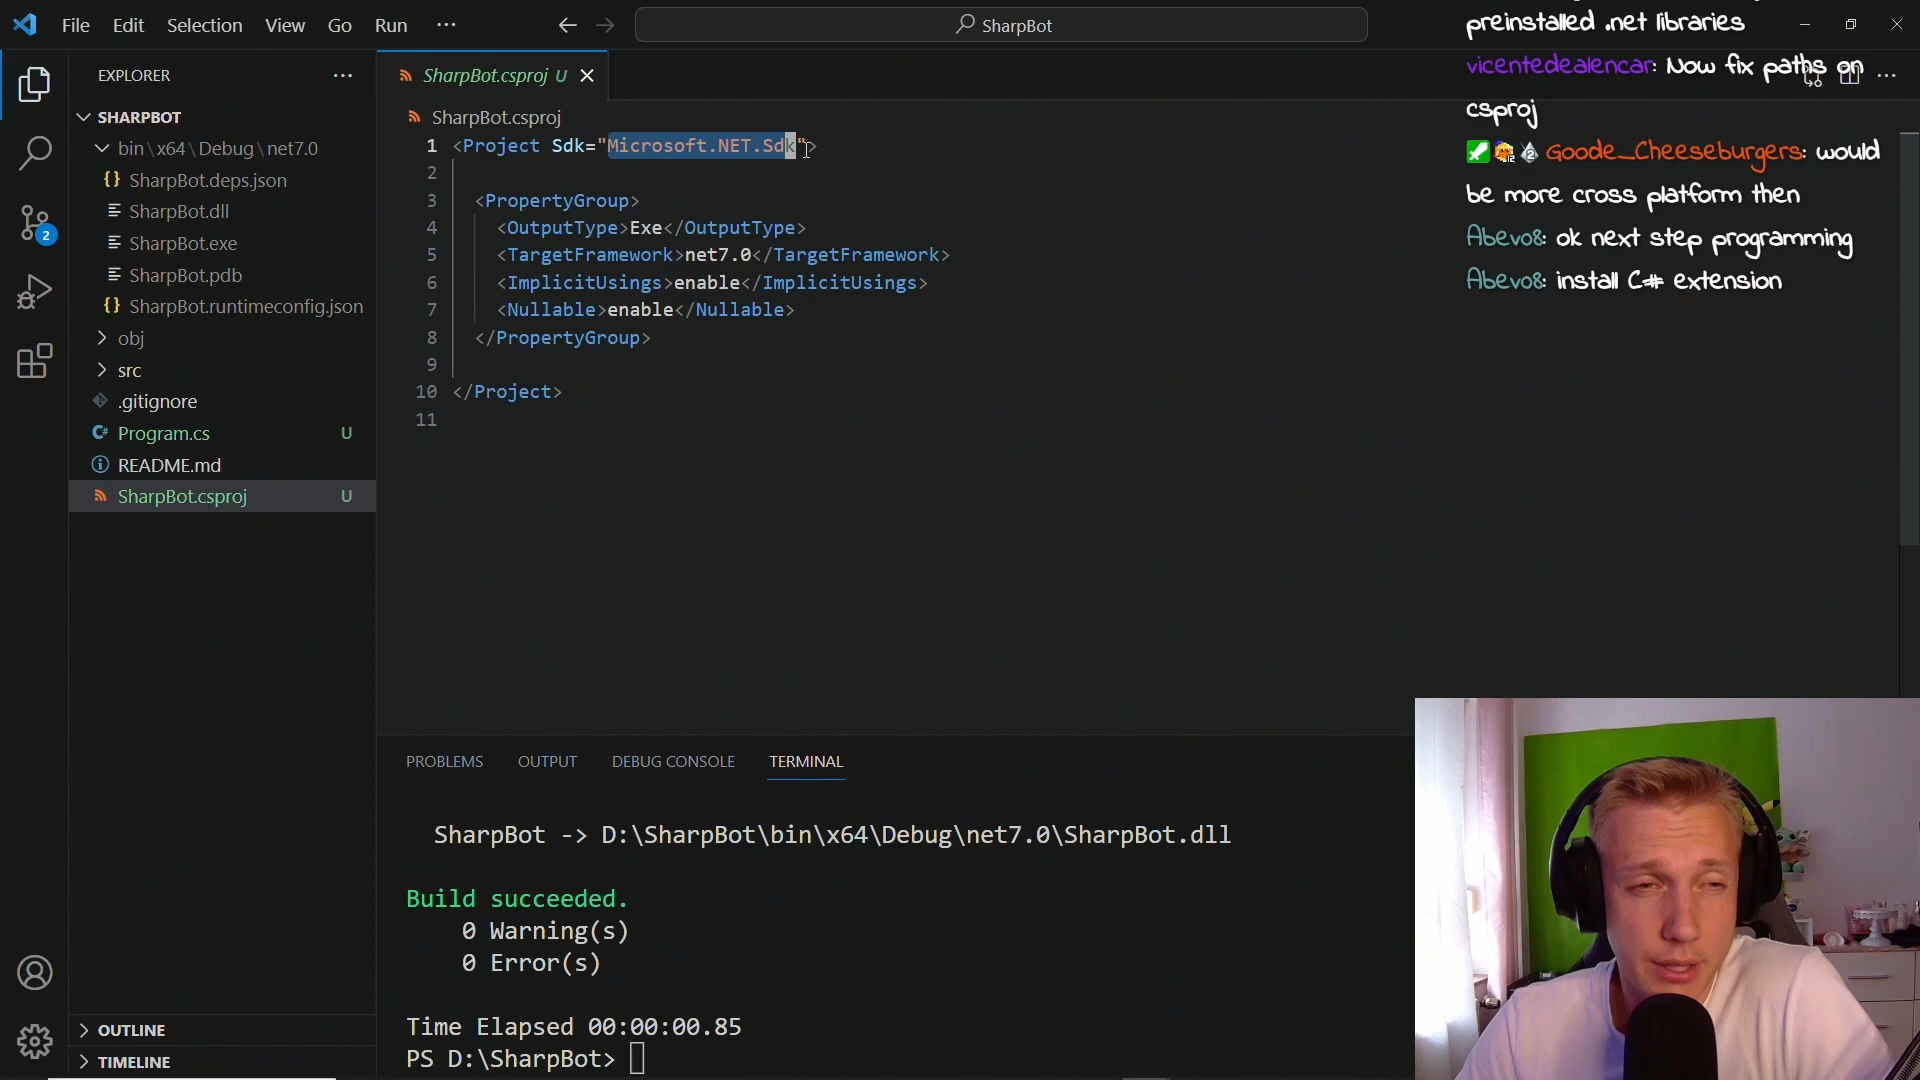 File Edit Selection View Go Run ···
SharpBot
EXPLORER
SHARPBOT
bin\x64\Debug\net7.0
{} SharpBot.deps.json
SharpBot.dll
SharpBot.exe
SharpBot.pdb
{} SharpBot.runtimeconfig.json
obj
src
.gitignore
C# Program.cs U
README.md
SharpBot.csproj U
OUTLINE
TIMELINE
2
SharpBot.csproj U
SharpBot.csproj
1 <Project Sdk="Microsoft.NET.Sdk">
2
3 <PropertyGroup>
4 <OutputType>Exe</OutputType>
5 <TargetFramework>net7.0</TargetFramework>
6 <ImplicitUsings>enable</ImplicitUsings>
7 <Nullable>enable</Nullable>
8 </PropertyGroup>
9
10 </Project>
11
PROBLEMS OUTPUT DEBUG CONSOLE TERMINAL
SharpBot -> D:\SharpBot\bin\x64\Debug\net7.0\SharpBot.dll
Build succeeded.
0 Warning(s)
0 Error(s)
Time Elapsed 00:00:00.85
PS D:\SharpBot>
preinstalled .net libraries
vicentedealencar: Now fix paths on
csproj
Goode_Cheeseburgers: would
be more cross platform then
Abevo8: ok next step programming
Abevo8: install C# extension